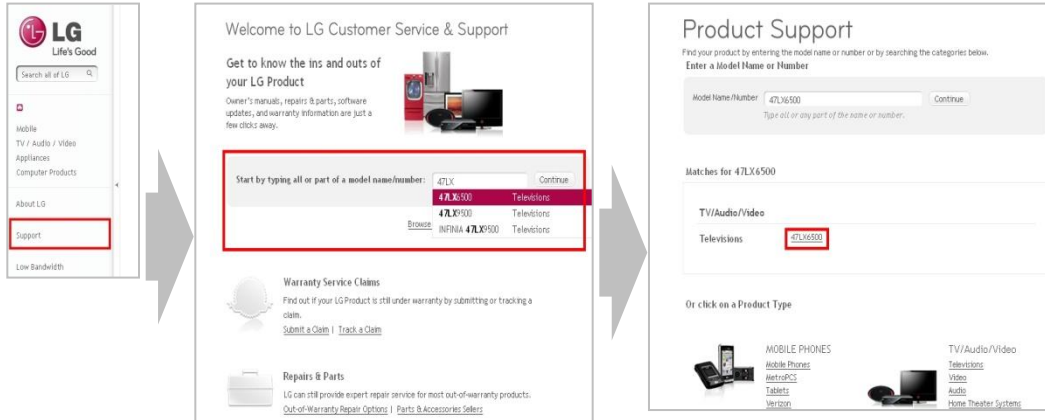 LG
Life's Good
Search all of LG
Mobile
TV / Audio / Video
Appliances
Computer Products
About LG
Support
Low Bandwidth
Welcome to LG Customer Service & Support
Get to know the ins and outs of
your LG Product
Owner's manuals, repairs & parts, software
updates, and warranty information are just a
few clicks away.
Start by typing all or part of a model name/number: 47LX Continue
47LX6500 Televisions
47LX9500 Televisions
Browse INFINIA 47LX9500 Televisions
Warranty Service Claims
Find out if your LG Product is still under warranty by submitting or tracking a
claim.
Submit a Claim | Track a Claim
Repairs & Parts
LG can still provide expert repair service for most out-of-warranty products.
Out-of-Warranty Repair Options | Parts & Accessories Sellers
Product Support
Find your product by entering the model name or number or by searching the categories below.
Enter a Model Name or Number
Model Name/Number 47LX6500 Continue
Type all or any part of the name or number.
Matches for 47LX6500
TV/Audio/Video
Televisions 47LX6500
Or click on a Product Type
MOBILE PHONES
Mobile Phones
MetroPCS
Tablets
Verizon
TV/Audio/Video
Televisions
Video
Audio
Home Theater Systems